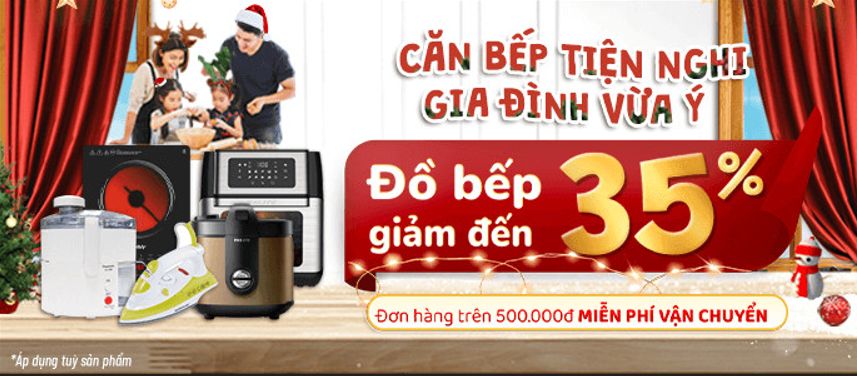 CĂN BẾP TIỆN NGHI
GIA ĐÌNH VỪA Ý
Đồ bếp
giảm đến
35%
Đơn hàng trên 500.000đ MIỄN PHÍ VẬN CHUYỂN
*Áp dụng tuỳ sản phẩm